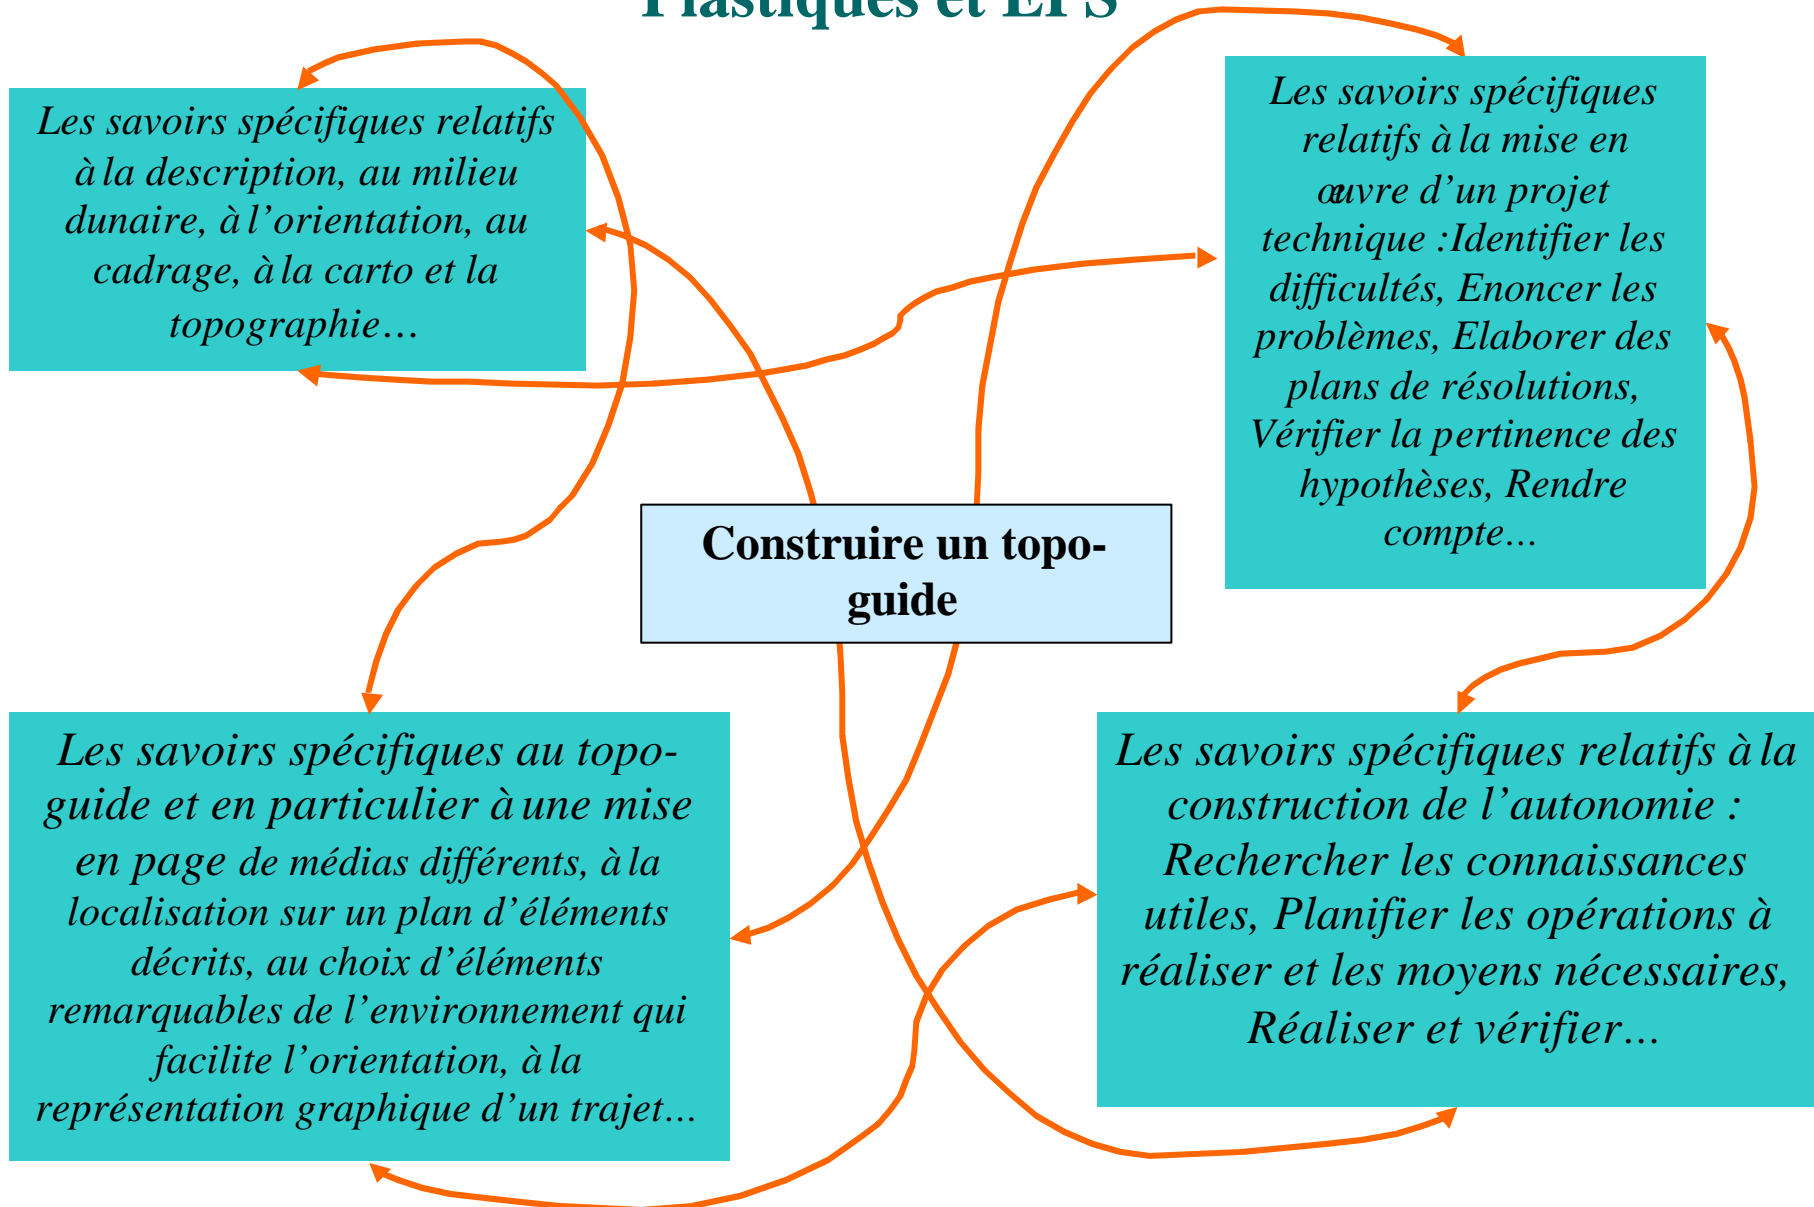 Plastiques et EPS
Les savoirs spécifiques relatifs
à la description, au milieu
dunaire, à l’orientation, au
cadrage, à la carto et la
topographie…
Les savoirs spécifiques
relatifs à la mise en
œuvre d’un projet
technique :Identifier les
difficultés, Enoncer les
problèmes, Elaborer des
plans de résolutions,
Vérifier la pertinence des
hypothèses, Rendre
compte…
Construire un topo-
guide
Les savoirs spécifiques au topo-
guide et en particulier à une mise
en page de médias différents, à la
localisation sur un plan d’éléments
décrits, au choix d’éléments
remarquables de l’environnement qui
facilite l’orientation, à la
représentation graphique d’un trajet…
Les savoirs spécifiques relatifs à la
construction de l’autonomie :
Rechercher les connaissances
utiles, Planifier les opérations à
réaliser et les moyens nécessaires,
Réaliser et vérifier…